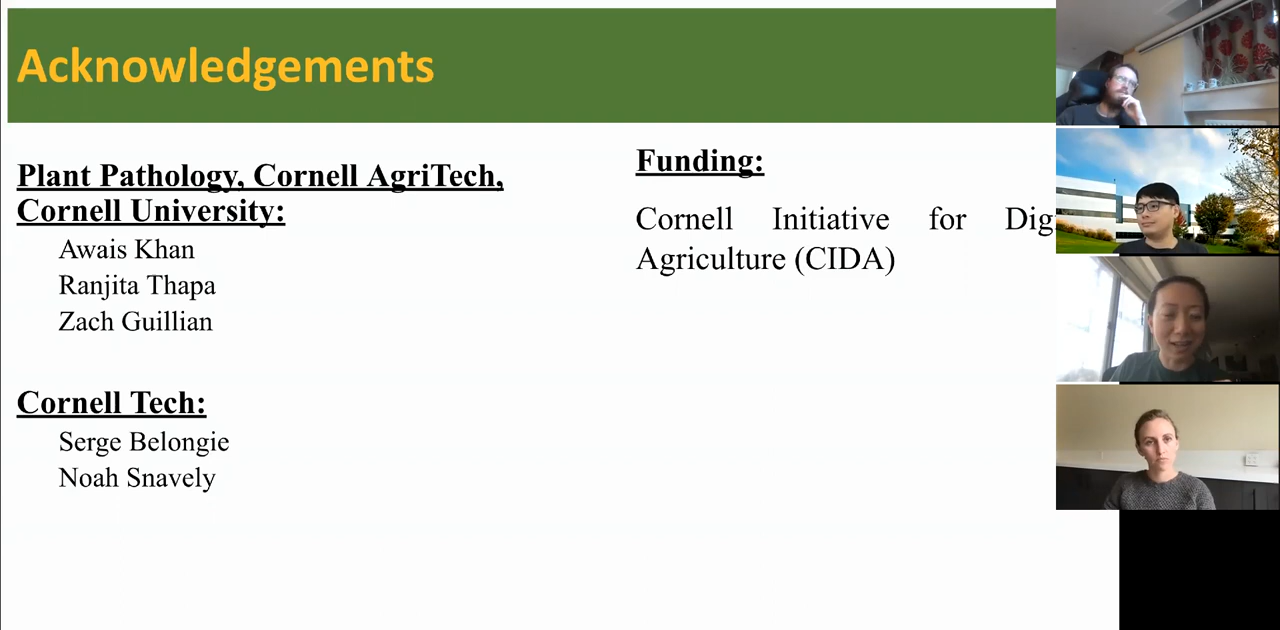 Acknowledgements
Plant Pathology, Cornell AgriTech,
Cornell University:
Awais Khan
Ranjita Thapa
Zach Guillian
Cornell Tech:
Serge Belongie
Noah Snavely
Funding:
Cornell Initiative for Dig
Agriculture (CIDA)